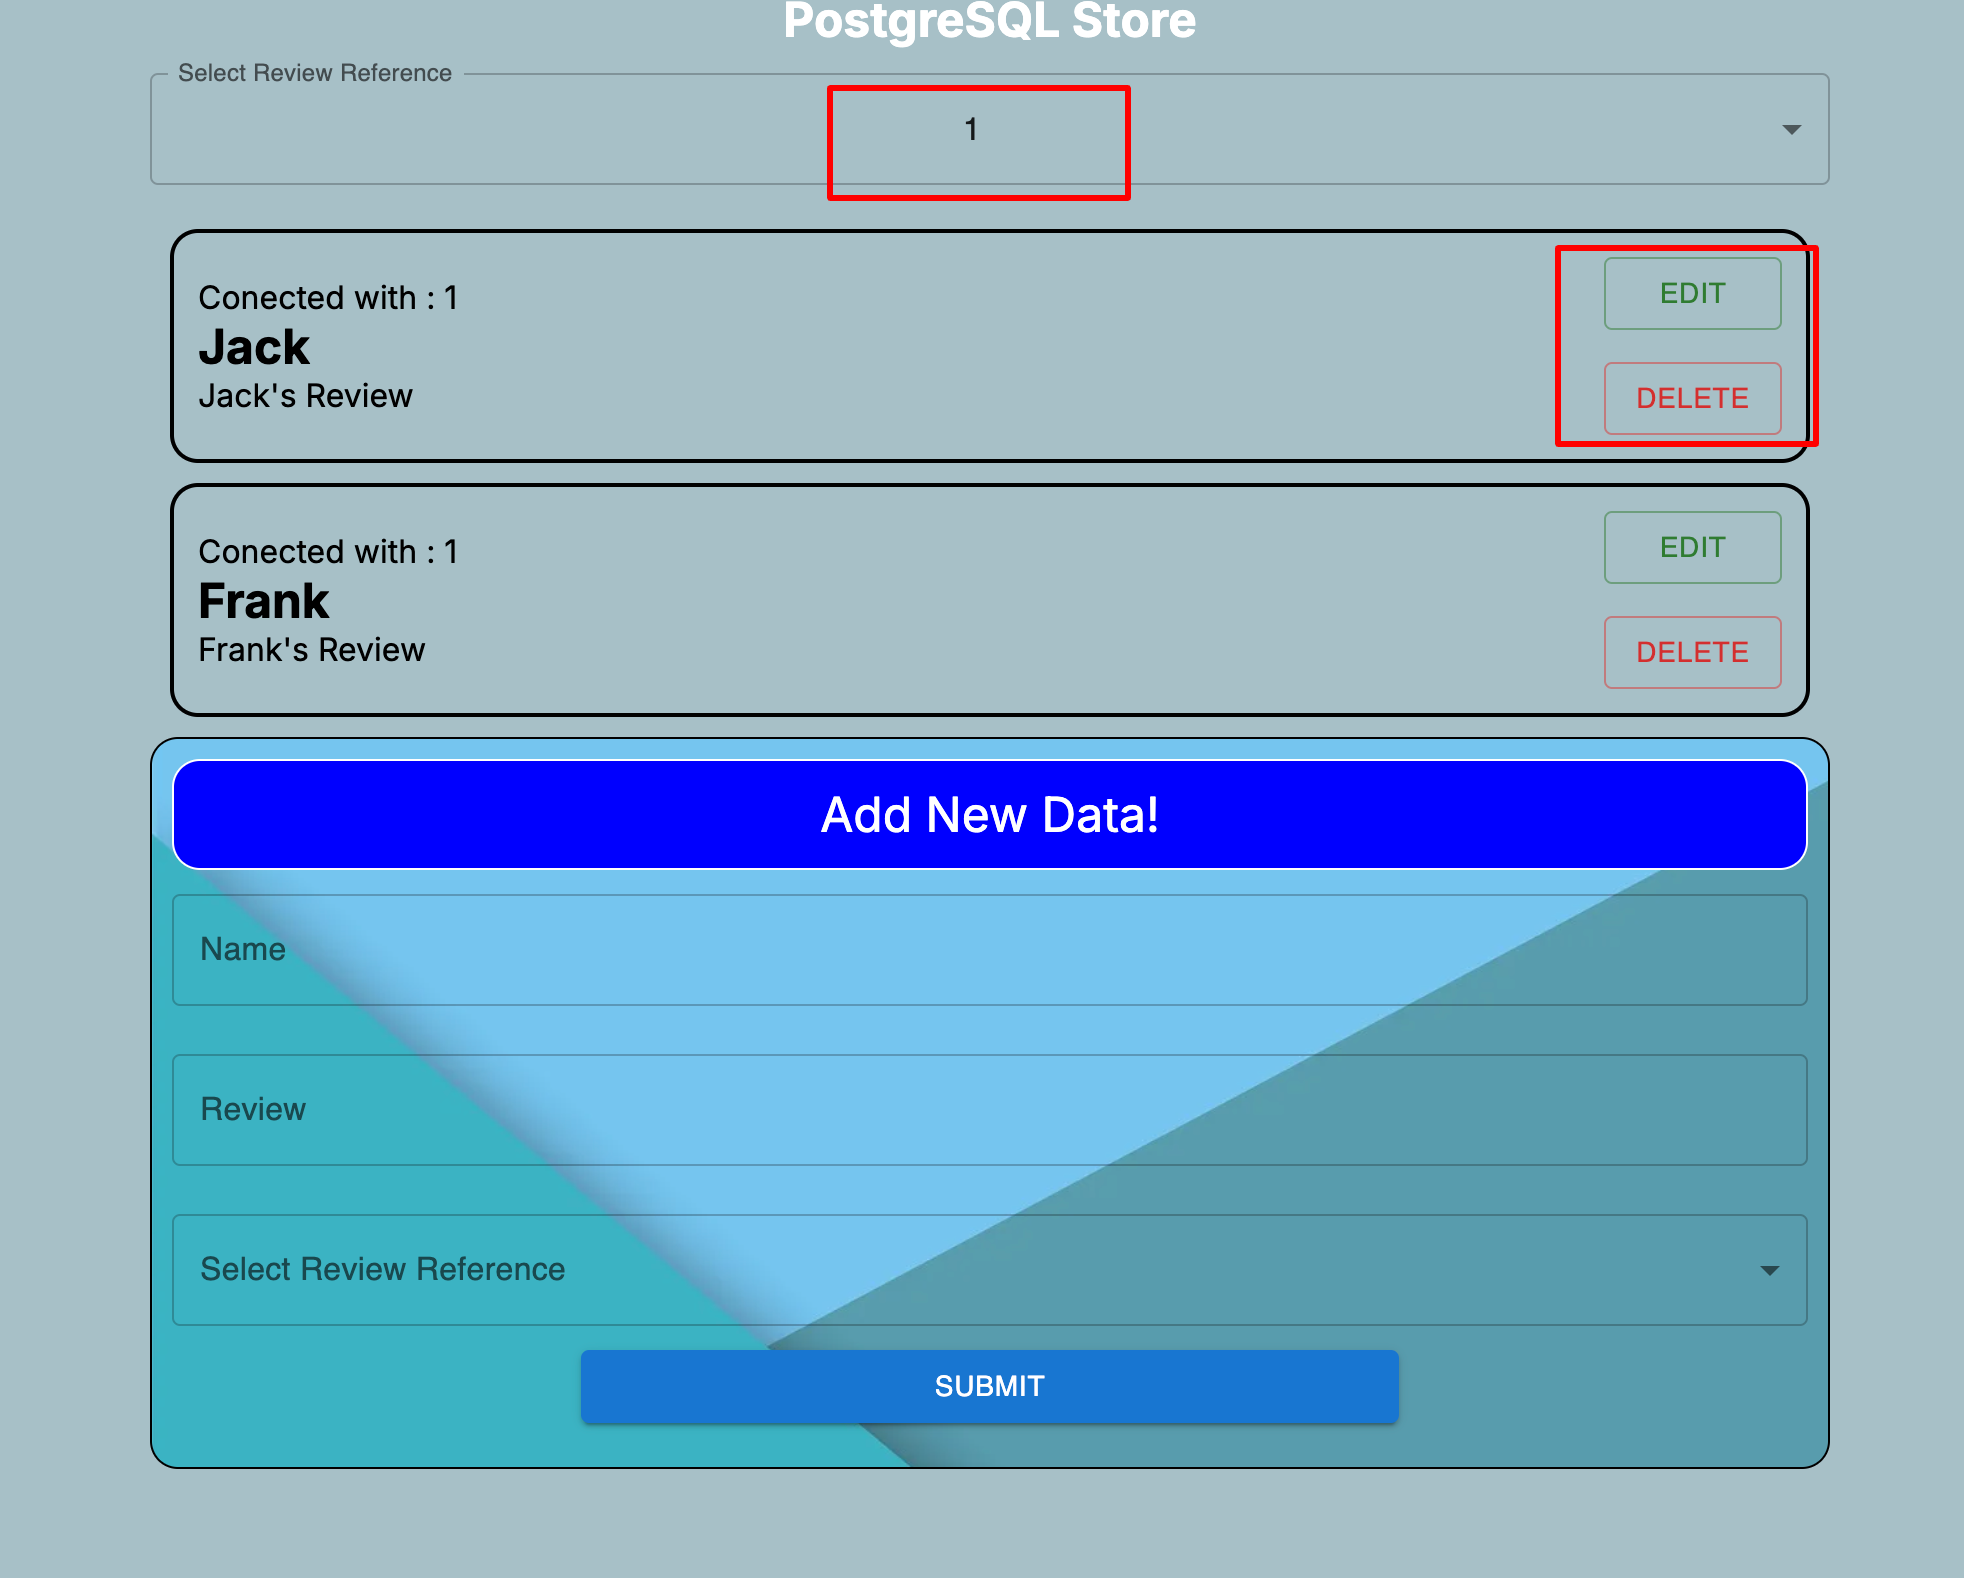 PostgreSQL Store
Select Review Reference
1
Conected with : 1
Jack
Jack's Review
EDIT
DELETE
Conected with : 1
Frank
Frank's Review
EDIT
DELETE
Add New Data!
Name
Review
Select Review Reference
SUBMIT